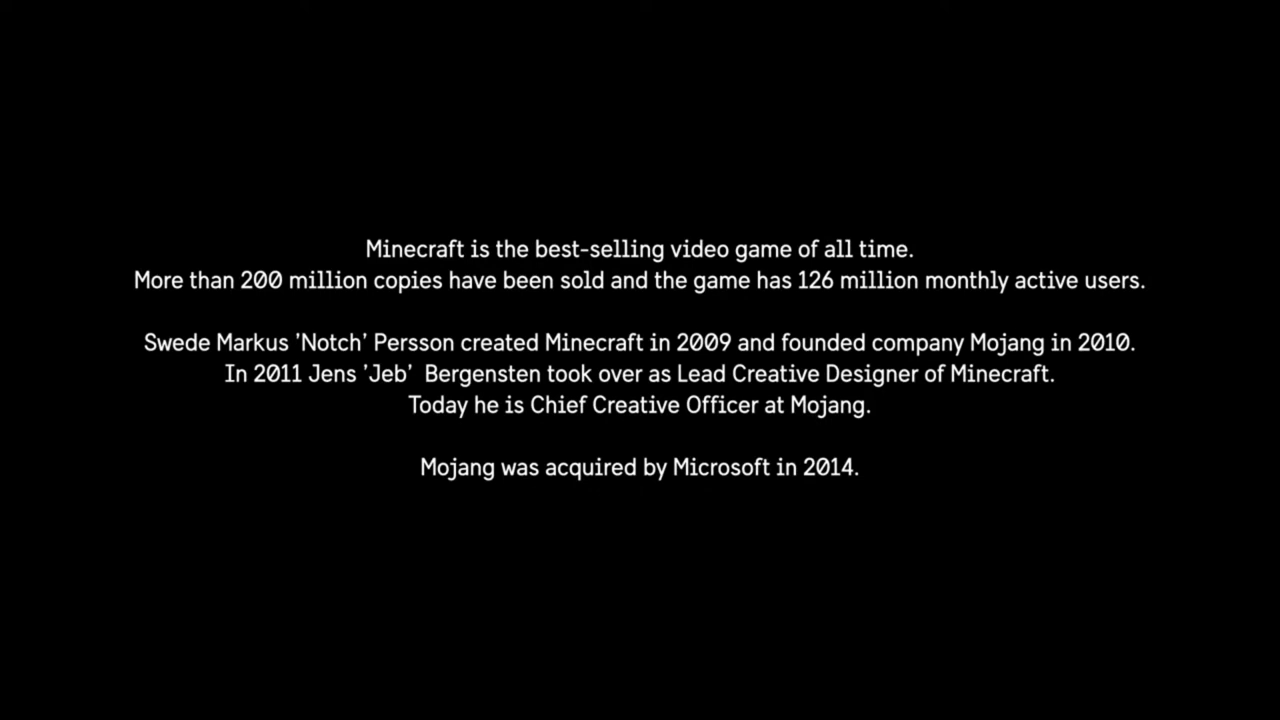 Minecraft is the best-selling video game of all time.
More than 200 million copies have been sold and the game has 126 million monthly active users.
Swede Markus ’Notch’ Persson created Minecraft in 2009 and founded company Mojang in 2010.
In 2011 Jens ’Jeb’  Bergensten took over as Lead Creative Designer of Minecraft.
Today he is Chief Creative Officer at Mojang.
Mojang was acquired by Microsoft in 2014.